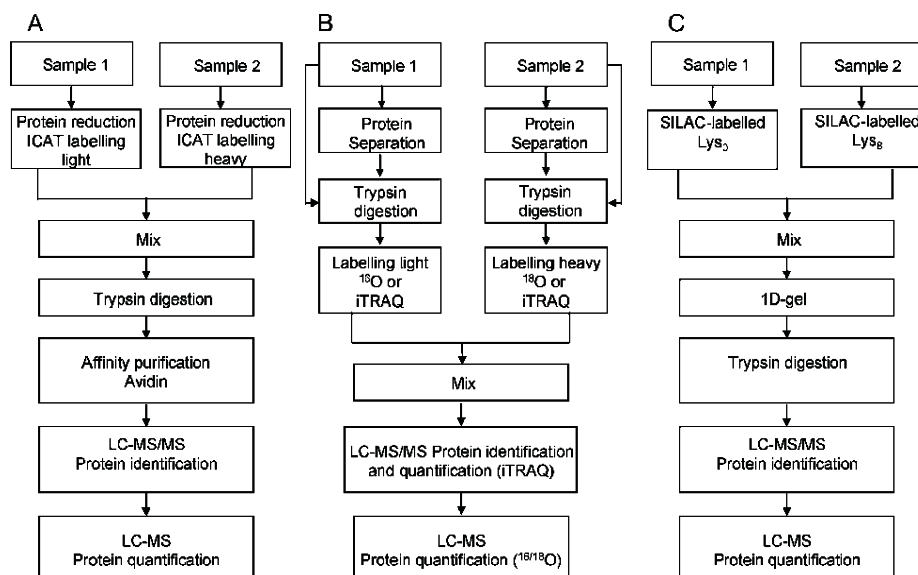 A
Sample 1
Sample 2
Protein reduction
ICAT labelling
light
Protein reduction
ICAT labelling
heavy
Mix
Trypsin digestion
Affinity purification
Avidin
LC-MS/MS
Protein identification
LC-MS
Protein quantification
B
Sample 1
Sample 2
Protein
Separation
Protein
Separation
Trypsin
digestion
Trypsin
digestion
Labelling light
¹⁶O or
iTRAQ
Labelling heavy
¹⁸O or
iTRAQ
Mix
LC-MS/MS Protein identification
and quantification (iTRAQ)
LC-MS
Protein quantification (¹⁶/¹⁸O)
C
Sample 1
Sample 2
SILAC-labelled
Lys₀
SILAC-labelled
Lys₈
Mix
1D-gel
Trypsin digestion
LC-MS/MS
Protein identification
LC-MS
Protein quantification